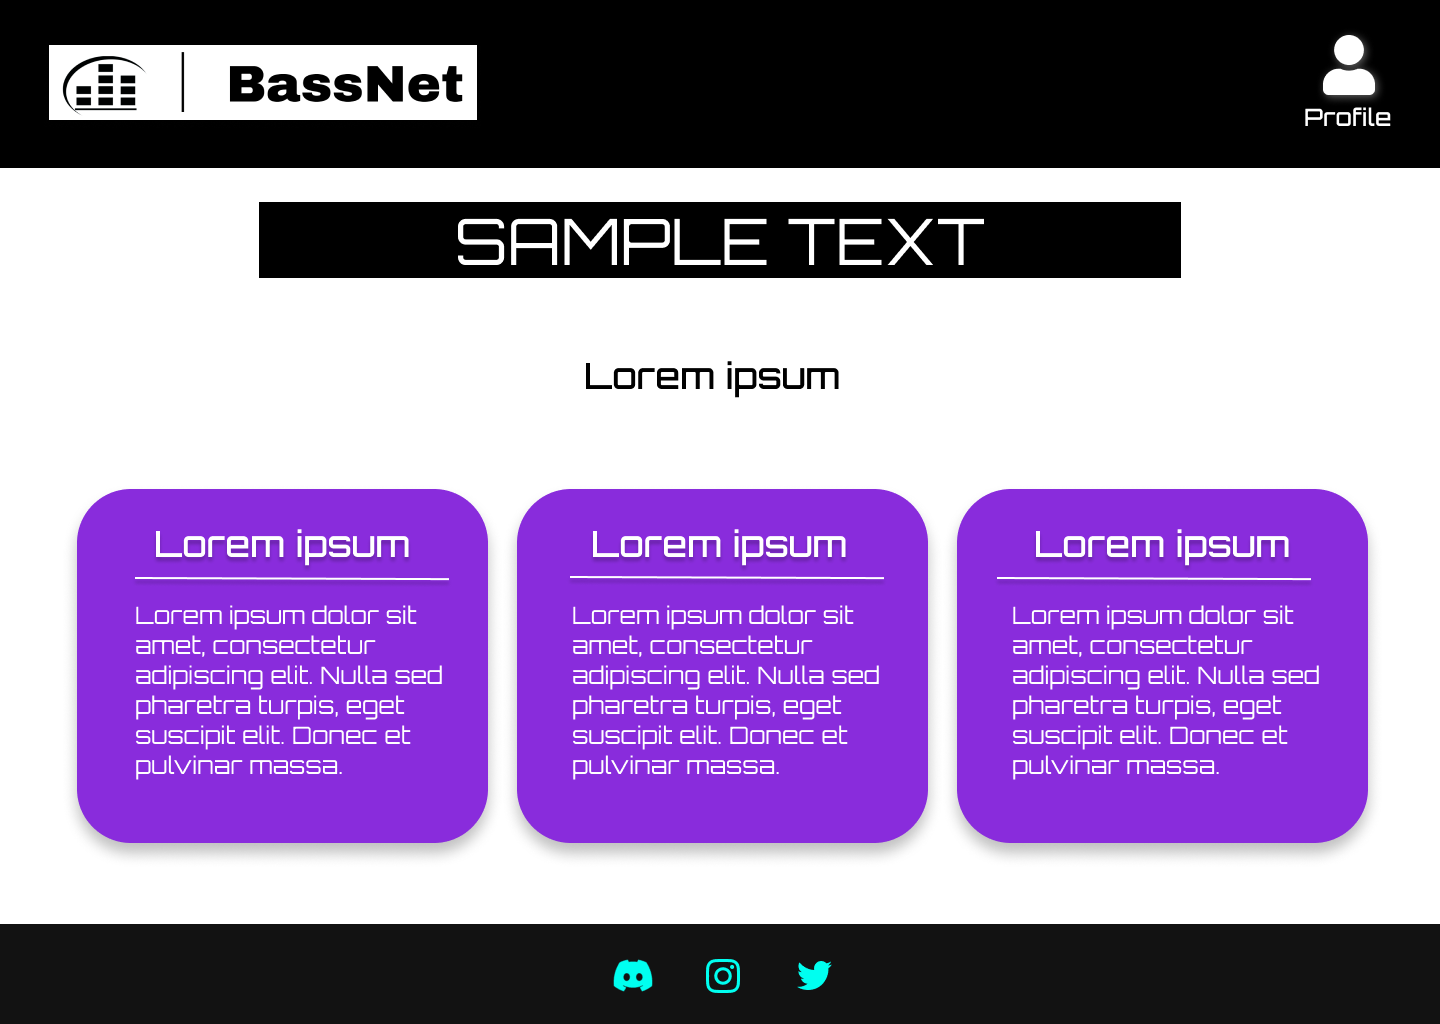 BassNet
Profile
SAMPLE TEXT
Lorem ipsum
Lorem ipsum
Lorem ipsum dolor sit
amet, consectetur
adipiscing elit. Nulla sed
pharetra turpis, eget
suscipit elit. Donec et
pulvinar massa.
Lorem ipsum
Lorem ipsum dolor sit
amet, consectetur
adipiscing elit. Nulla sed
pharetra turpis, eget
suscipit elit. Donec et
pulvinar massa.
Lorem ipsum
Lorem ipsum dolor sit
amet, consectetur
adipiscing elit. Nulla sed
pharetra turpis, eget
suscipit elit. Donec et
pulvinar massa.